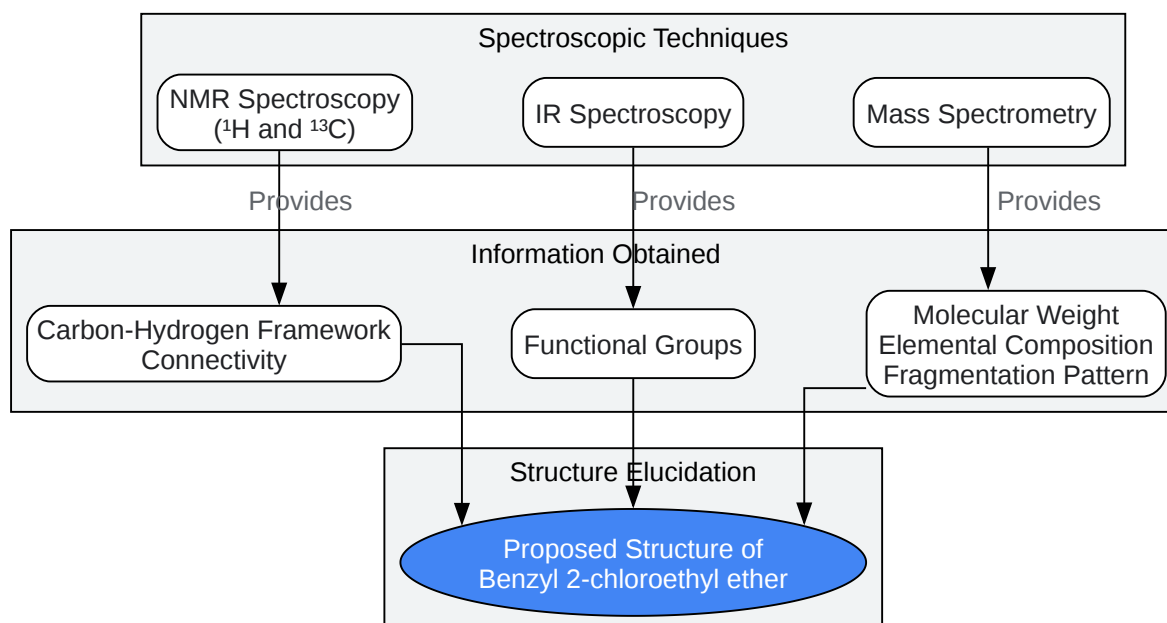 Spectroscopic Techniques
NMR Spectroscopy
(¹H and ¹³C)
IR Spectroscopy
Mass Spectrometry
Provides
Provides
Provides
Information Obtained
Carbon-Hydrogen Framework
Connectivity
Functional Groups
Molecular Weight
Elemental Composition
Fragmentation Pattern
Structure Elucidation
Proposed Structure of
Benzyl 2-chloroethyl ether